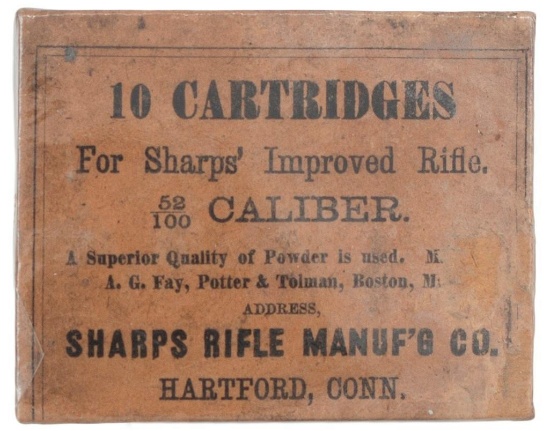 10 CARTRIDGES
For Sharps' Improved Rifle.
52/100 CALIBER.
A Superior Quality of Powder is used. M.
A. G. Fay, Potter & Tolman, Boston, M
ADDRESS,
SHARPS RIFLE MANUF'G CO.
HARTFORD, CONN.